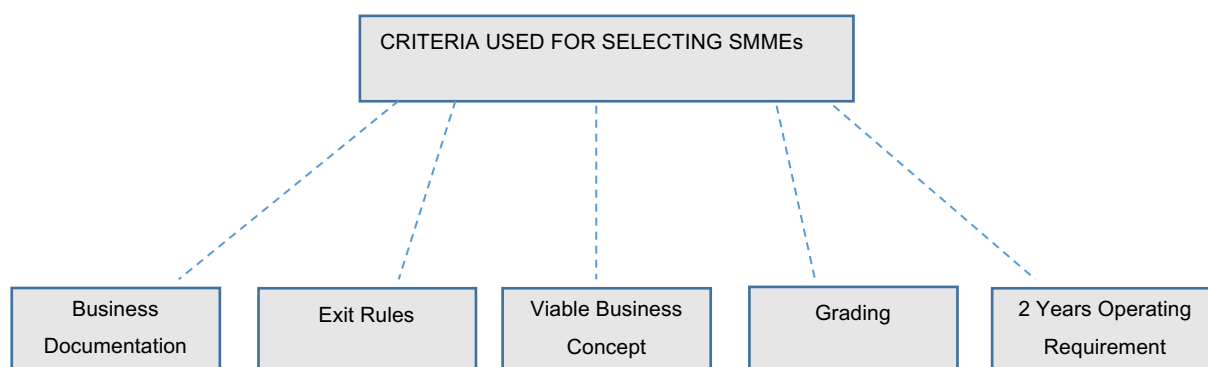 CRITERIA USED FOR SELECTING SMMEs
Business
Documentation
Exit Rules
Viable Business
Concept
Grading
2 Years Operating
Requirement